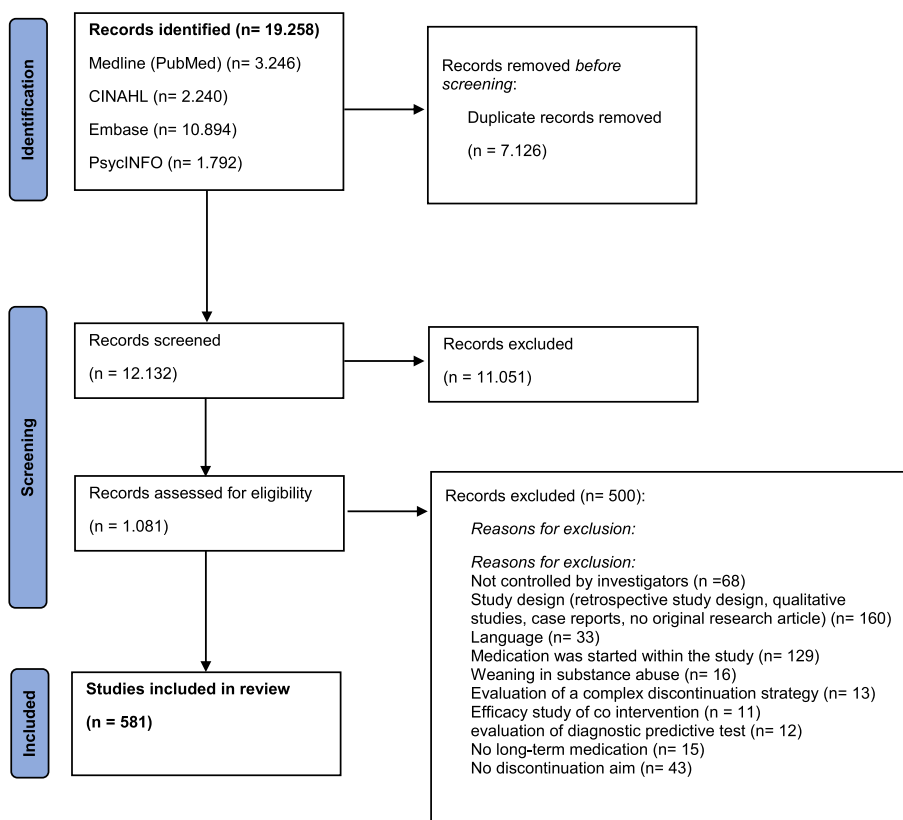 Identification
Records identified (n= 19.258)
Medline (PubMed) (n= 3.246)
CINAHL (n= 2.240)
Embase (n= 10.894)
PsycINFO (n= 1.792)
Records removed before
screening:
Duplicate records removed
(n = 7.126)
Screening
Records screened
(n = 12.132)
Records excluded
(n = 11.051)
Records assessed for eligibility
(n = 1.081)
Records excluded (n= 500):
Reasons for exclusion:
Reasons for exclusion:
Not controlled by investigators (n =68)
Study design (retrospective study design, qualitative
studies, case reports, no original research article) (n= 160)
Language (n= 33)
Medication was started within the study (n= 129)
Weaning in substance abuse (n= 16)
Evaluation of a complex discontinuation strategy (n= 13)
Efficacy study of co intervention (n = 11)
evaluation of diagnostic predictive test (n= 12)
No long-term medication (n= 15)
No discontinuation aim (n= 43)
Included
Studies included in review
(n = 581)